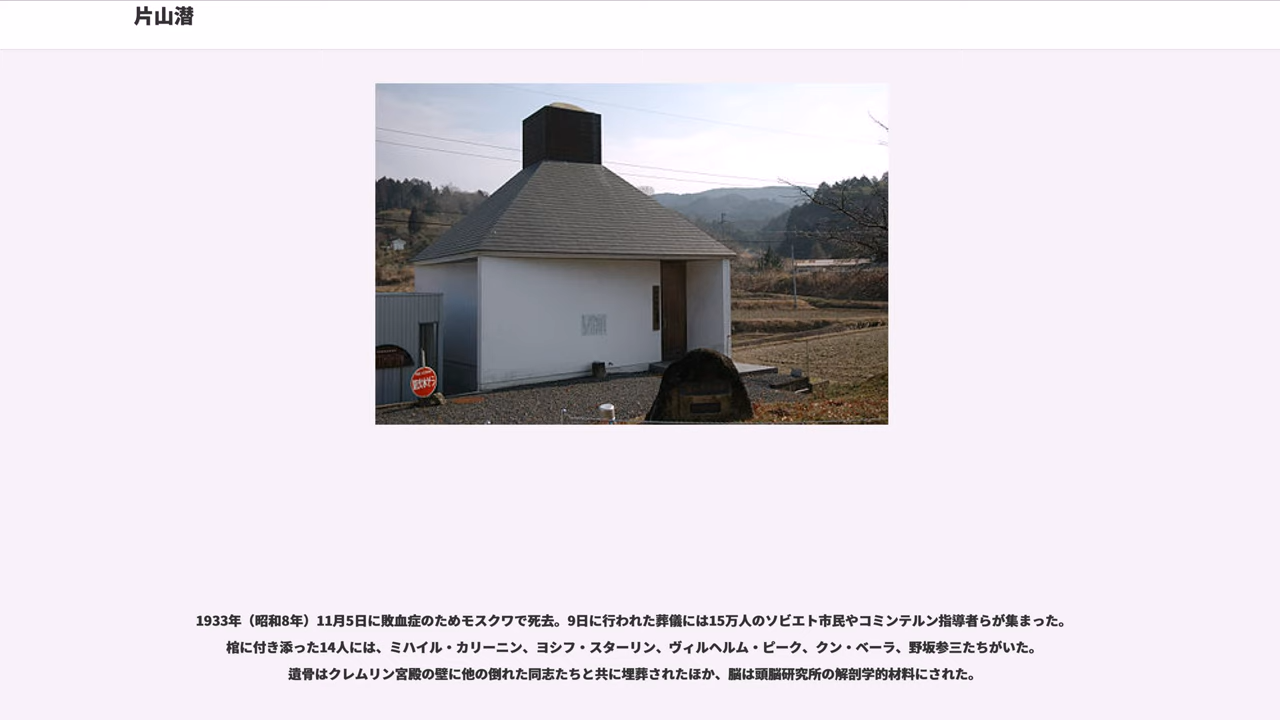 片山潜
1933年（昭和8年）11月5日に敗血症のためモスクワで死去。9日に行われた葬儀には15万人のソビエト市民やコミンテルン指導者らが集まった。
棺に付き添った14人には、ミハイル・カリーニン、ヨシフ・スターリン、ヴィルヘルム・ピーク、クン・ベーラ、野坂参三たちがいた。
遺骨はクレムリン宮殿の壁に他の倒れた同志たちと共に埋葬されたほか、脳は頭脳研究所の解剖学的材料にされた。